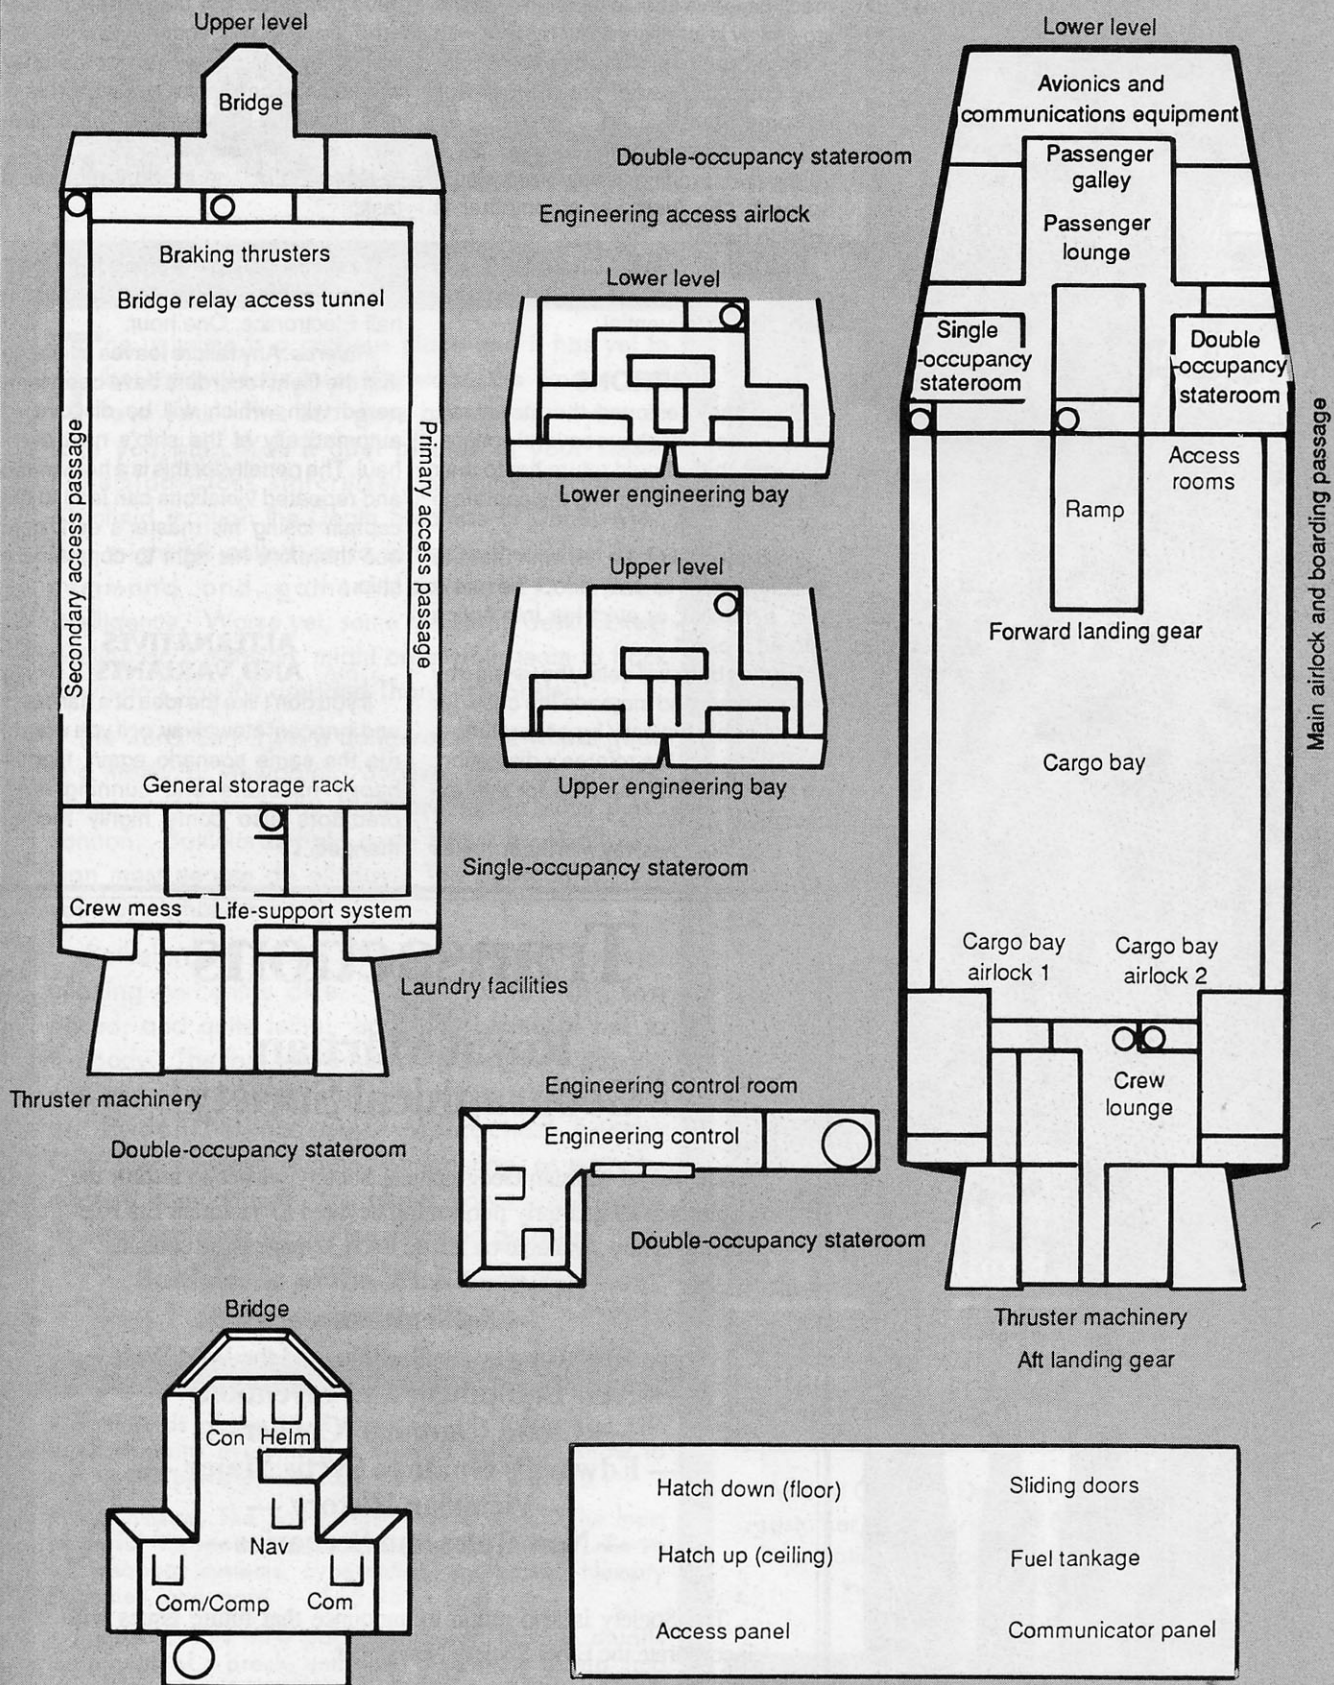 Upper level
Bridge
Braking thrusters
Bridge relay access tunnel
Secondary access passage
Primary access passage
General storage rack
Crew mess
Life-support system
Laundry facilities
Thruster machinery
Double-occupancy stateroom
Double-occupancy stateroom
Engineering access airlock
Lower level
Lower engineering bay
Upper level
Upper engineering bay
Single-occupancy stateroom
Engineering control room
Engineering control
Double-occupancy stateroom
Lower level
Avionics and
communications equipment
Passenger
galley
Passenger
lounge
Single
-occupancy
stateroom
Double
-occupancy
stateroom
Access
rooms
Ramp
Forward landing gear
Main airlock and boarding passage
Cargo bay
Cargo bay
airlock 1
Cargo bay
airlock 2
Crew
lounge
Thruster machinery
Aft landing gear
Bridge
Con
Helm
Nav
Com/Comp
Com
Hatch down (floor)
Sliding doors
Hatch up (ceiling)
Fuel tankage
Access panel
Communicator panel
ALTERNATIVES
AND VARIANTS